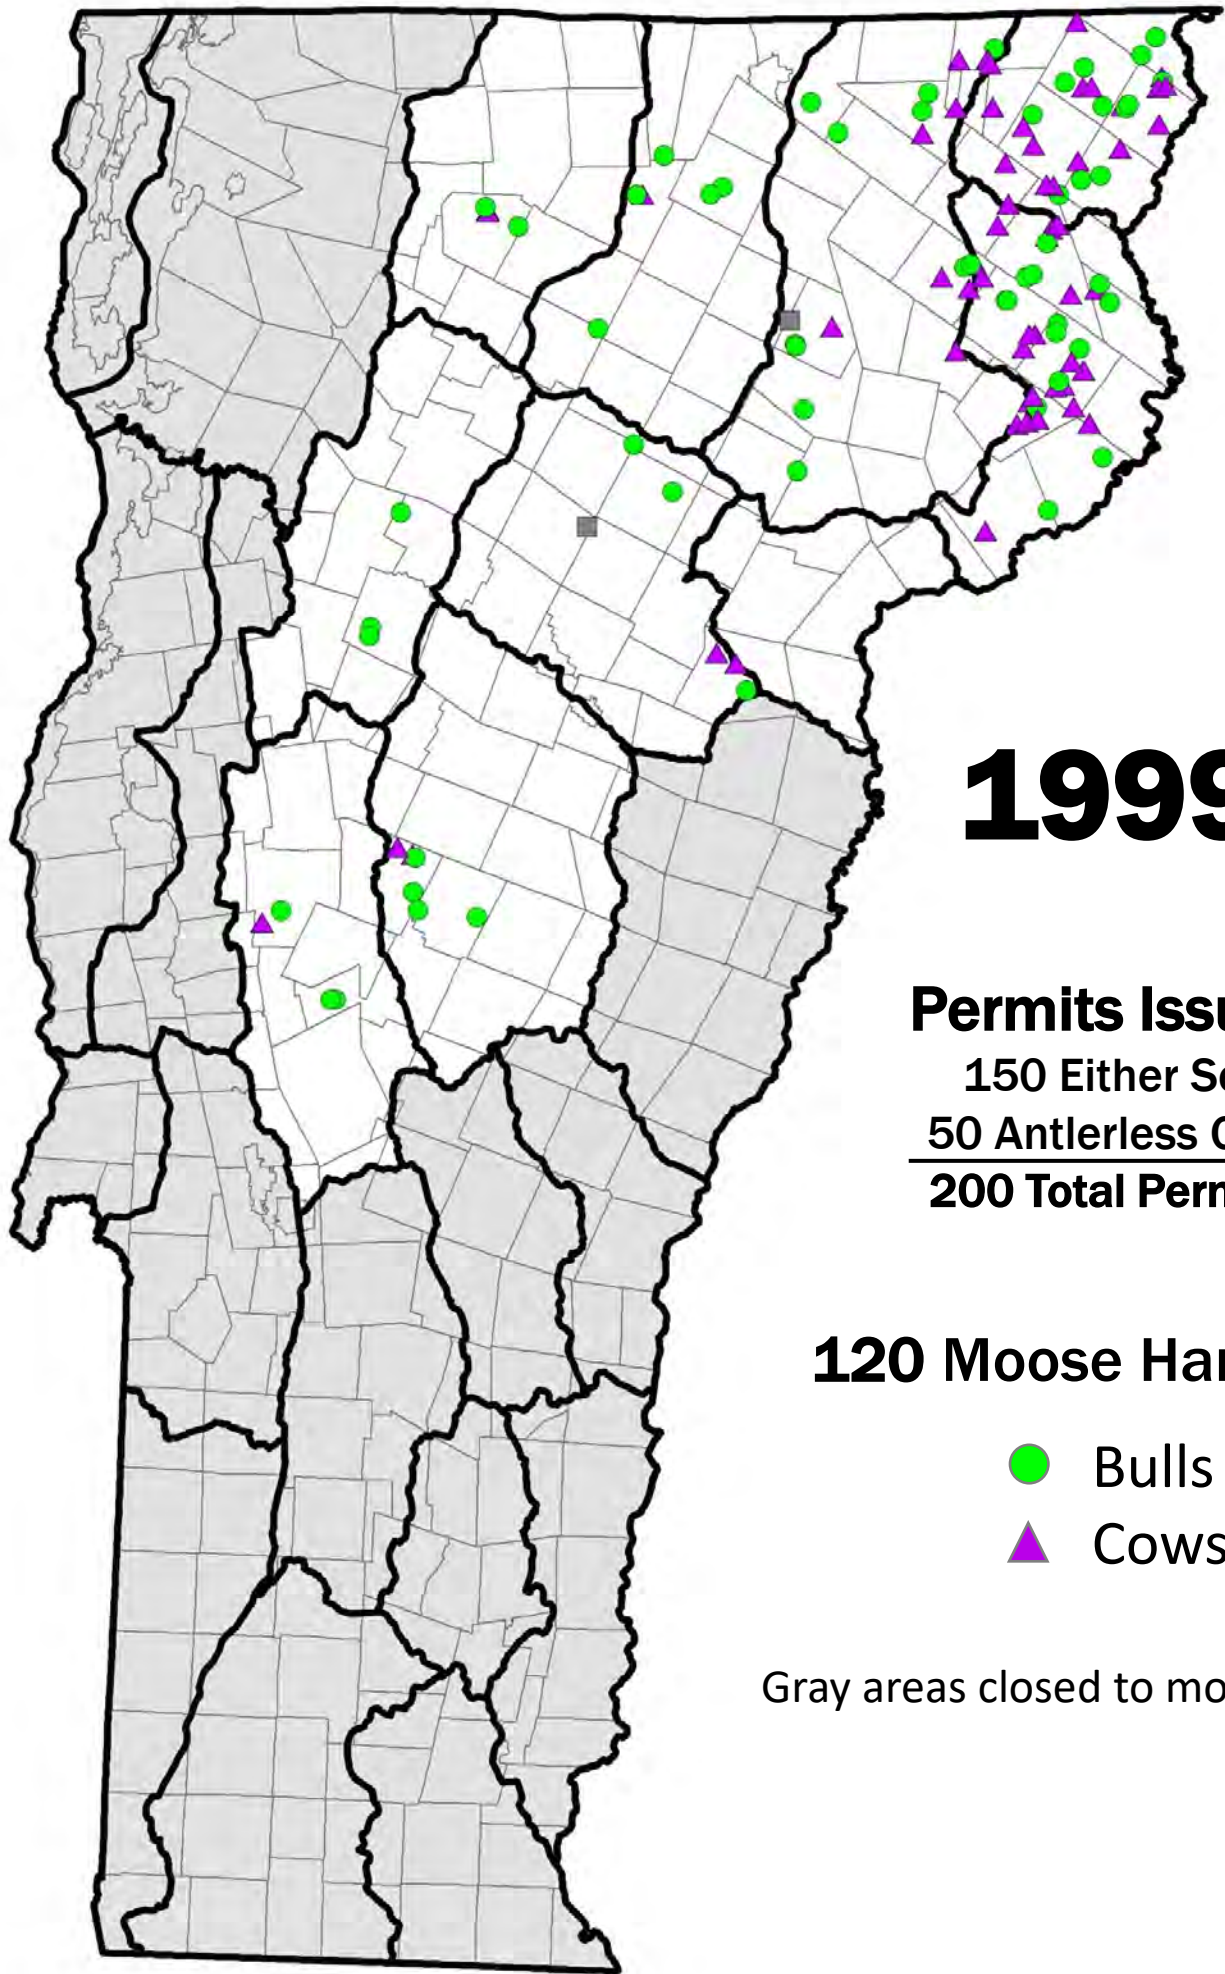 1999
Permits Issu
150 Either Se
50 Antlerless
200 Total Perm
120 Moose Har
Bulls
Cows
Gray areas closed to mo